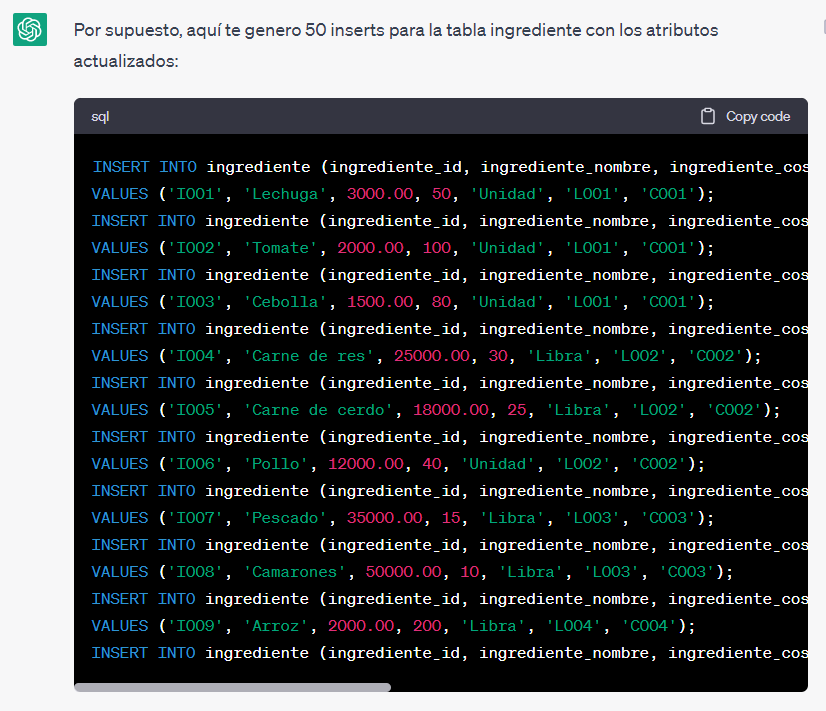 Por supuesto, aquí te genero 50 inserts para la tabla ingrediente con los atributos
actualizados:
sql Copy code
INSERT INTO ingrediente (ingrediente_id, ingrediente_nombre, ingrediente_cos
VALUES ('I001', 'Lechuga', 3000.00, 50, 'Unidad', 'L001', 'C001');
INSERT INTO ingrediente (ingrediente_id, ingrediente_nombre, ingrediente_cos
VALUES ('I002', 'Tomate', 2000.00, 100, 'Unidad', 'L001', 'C001');
INSERT INTO ingrediente (ingrediente_id, ingrediente_nombre, ingrediente_cos
VALUES ('I003', 'Cebolla', 1500.00, 80, 'Unidad', 'L001', 'C001');
INSERT INTO ingrediente (ingrediente_id, ingrediente_nombre, ingrediente_cos
VALUES ('I004', 'Carne de res', 25000.00, 30, 'Libra', 'L002', 'C002');
INSERT INTO ingrediente (ingrediente_id, ingrediente_nombre, ingrediente_cos
VALUES ('I005', 'Carne de cerdo', 18000.00, 25, 'Libra', 'L002', 'C002');
INSERT INTO ingrediente (ingrediente_id, ingrediente_nombre, ingrediente_cos
VALUES ('I006', 'Pollo', 12000.00, 40, 'Unidad', 'L002', 'C002');
INSERT INTO ingrediente (ingrediente_id, ingrediente_nombre, ingrediente_cos
VALUES ('I007', 'Pescado', 35000.00, 15, 'Libra', 'L003', 'C003');
INSERT INTO ingrediente (ingrediente_id, ingrediente_nombre, ingrediente_cos
VALUES ('I008', 'Camarones', 50000.00, 10, 'Libra', 'L003', 'C003');
INSERT INTO ingrediente (ingrediente_id, ingrediente_nombre, ingrediente_cos
VALUES ('I009', 'Arroz', 2000.00, 200, 'Libra', 'L004', 'C004');
INSERT INTO ingrediente (ingrediente_id, ingrediente_nombre, ingrediente_cos